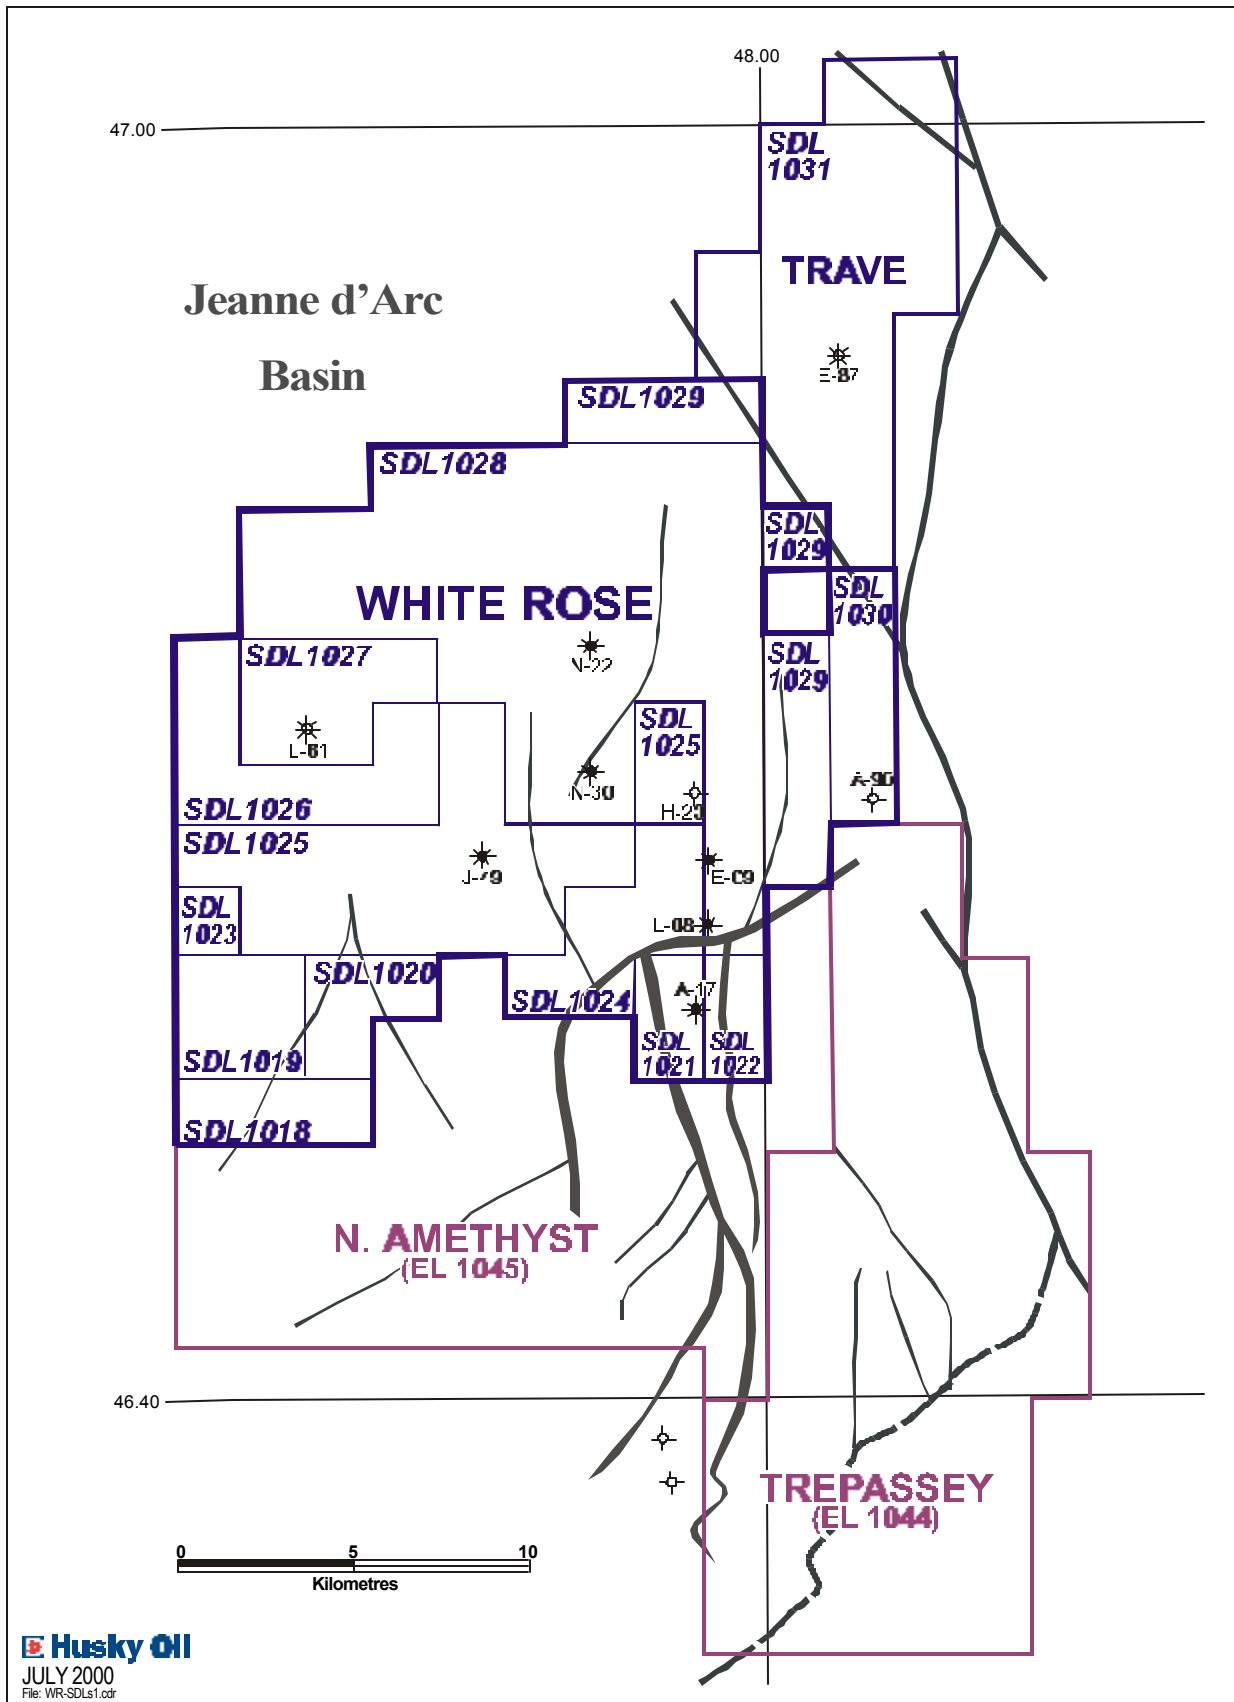 48.00
47.00
SDL
1031
TRAVE
Jeanne d’Arc
Basin
E-87
SDL1029
SDL1028
SDL
1029
WHITE ROSE
SDL
1030
SDL1027
N-22
SDL
1029
SDL
1025
L-61
N-30
A-90
SDL1026
H-20
SDL1025
J-49
E-09
SDL
1023
L-08
SDL1020
A-17
SDL1024
SDL
1021
SDL
1022
SDL1019
SDL1018
N. AMETHYST
(EL 1045)
46.40
TREPASSEY
(EL 1044)
0 5 10
Kilometres
Husky Oil
JULY 2000
File: WR-SDLs1.cdr